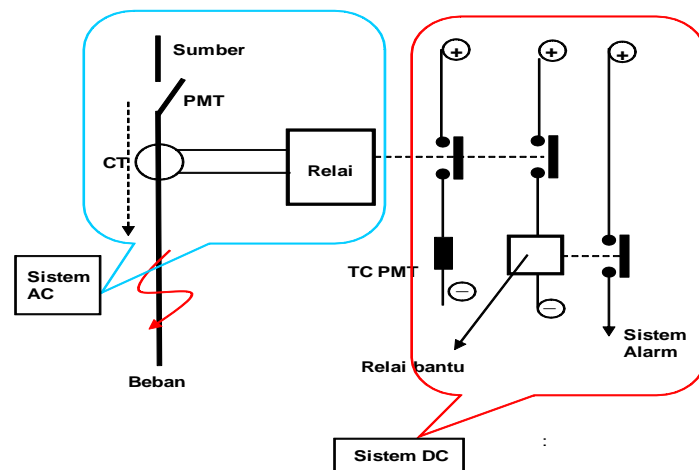 Sumber
PMT
CT
Relai
Sistem
AC
Beban
+
+
+
TC PMT
−
−
Relai bantu
Sistem
Alarm
Sistem DC
: